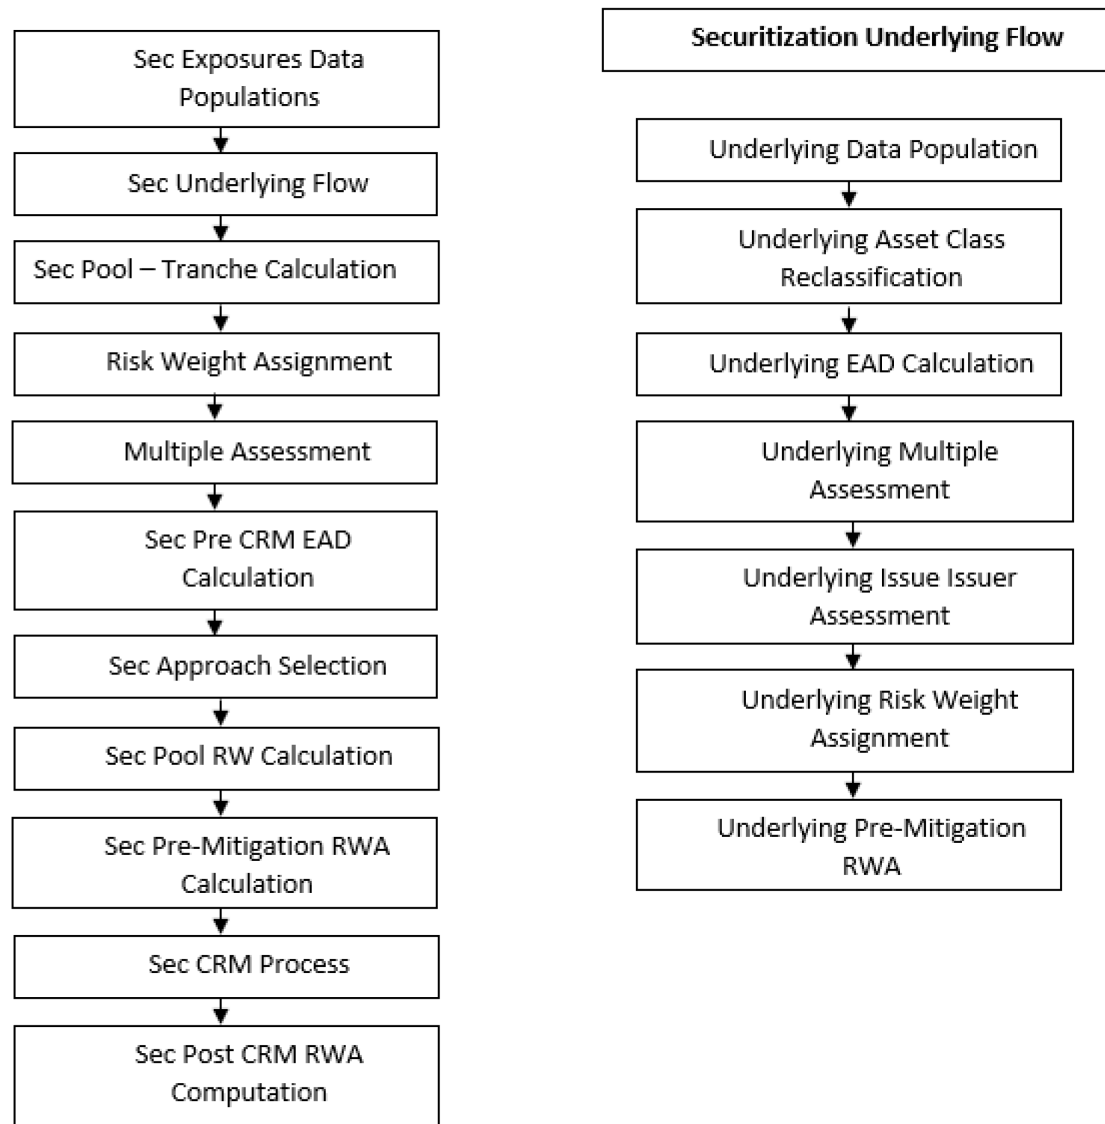 Sec Exposures Data
Populations
Sec Underlying Flow
Sec Pool – Tranche Calculation
Risk Weight Assignment
Multiple Assessment
Sec Pre CRM EAD
Calculation
Sec Approach Selection
Sec Pool RW Calculation
Sec Pre-Mitigation RWA
Calculation
Sec CRM Process
Sec Post CRM RWA
Computation
Securitization Underlying Flow
Underlying Data Population
Underlying Asset Class
Reclassification
Underlying EAD Calculation
Underlying Multiple
Assessment
Underlying Issue Issuer
Assessment
Underlying Risk Weight
Assignment
Underlying Pre-Mitigation
RWA